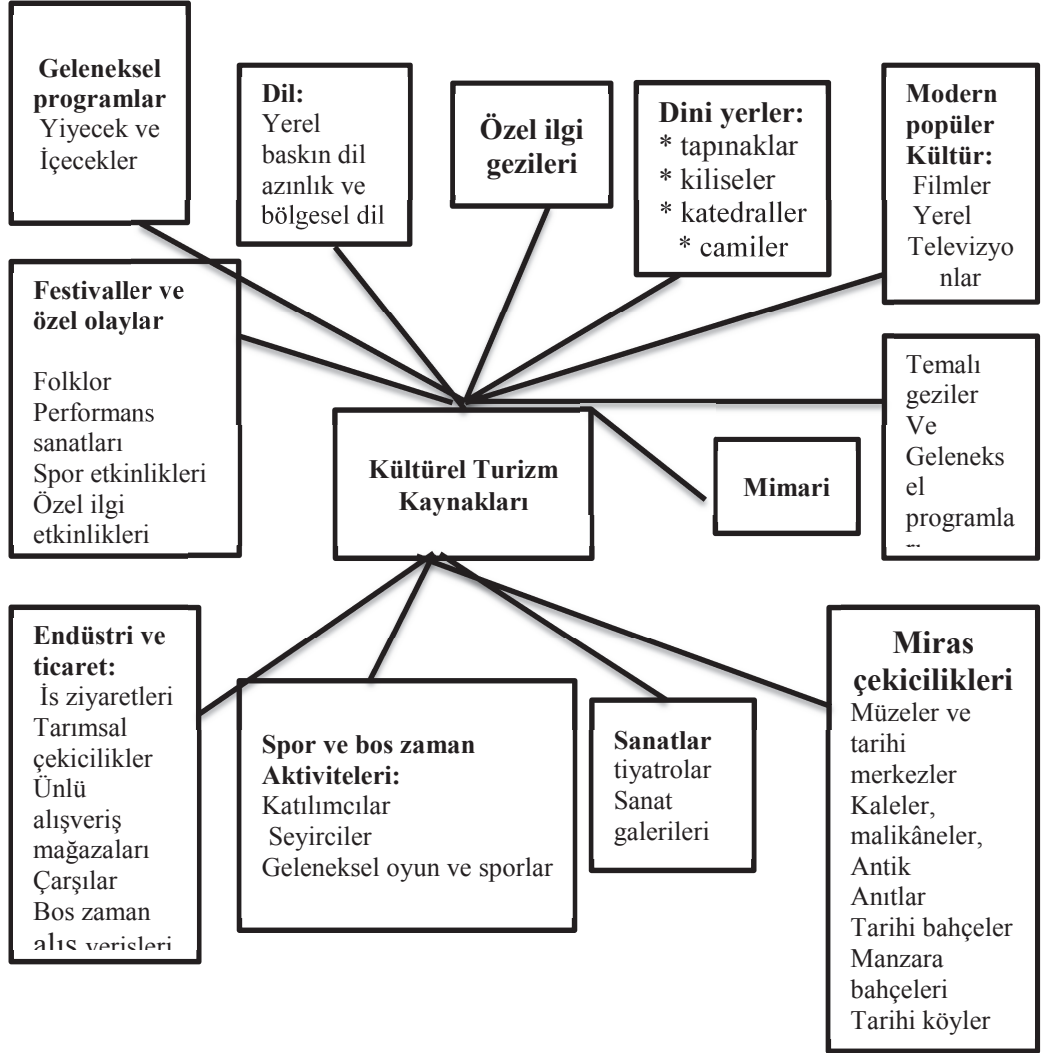 Geleneksel
programlar
Yiyecek ve
İçecekler
Dil:
Yerel
baskın dil
azınlık ve
bölgesel dil
Özel ilgi
gezileri
Dini yerler:
* tapınaklar
* kiliseler
* katedraller
* camiler
Modern
popüler
Kültür:
Filmler
Yerel
Televizyo
nlar
Festivaller ve
özel olaylar
Folklor
Performans
sanatları
Spor etkinlikleri
Özel ilgi
etkinlikleri
Kültürel Turizm
Kaynakları
Mimari
Temalı
geziler
Ve
Geleneks
el
programla
Endüstri ve
ticaret:
İs ziyaretleri
Tarımsal
çekicilikler
Ünlü
alışveriş
mağazaları
Çarşılar
Bos zaman
alış verişleri
Spor ve bos zaman
Aktiviteleri:
Katılımcılar
Seyirciler
Geleneksel oyun ve sporlar
Sanatlar
tiyatrolar
Sanat
galerileri
Miras
çekicilikleri
Müzeler ve
tarihi
merkezler
Kaleler,
malikâneler,
Antik
Anıtlar
Tarihi bahçeler
Manzara
bahçeleri
Tarihi köyler